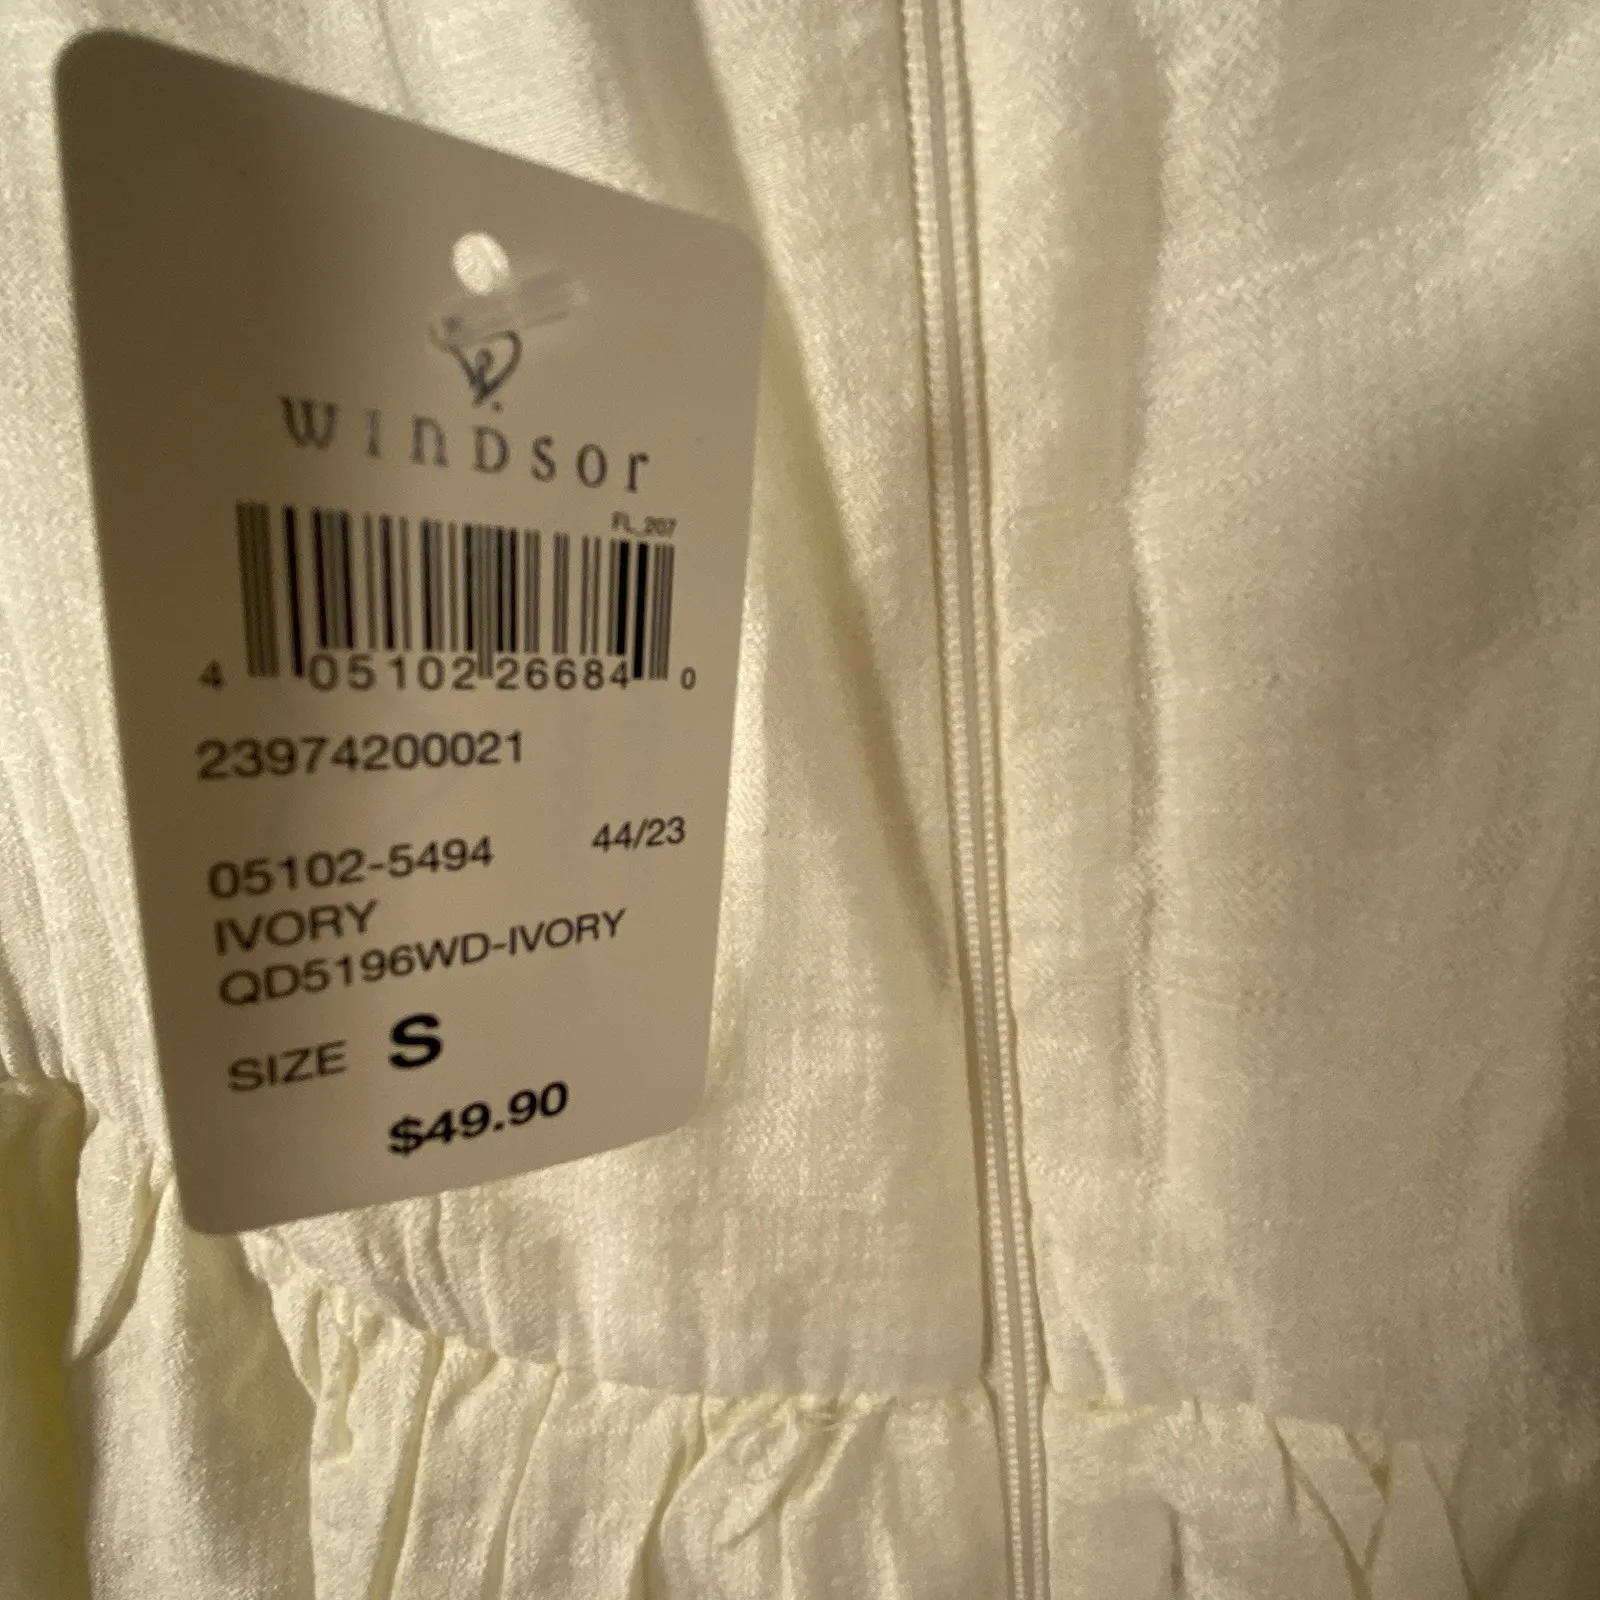 WINDSOR
FL_207
4 05102 26684 0
23974200021
05102-5494 44/23
IVORY
QD5196WD-IVORY
SIZE S
$49.90